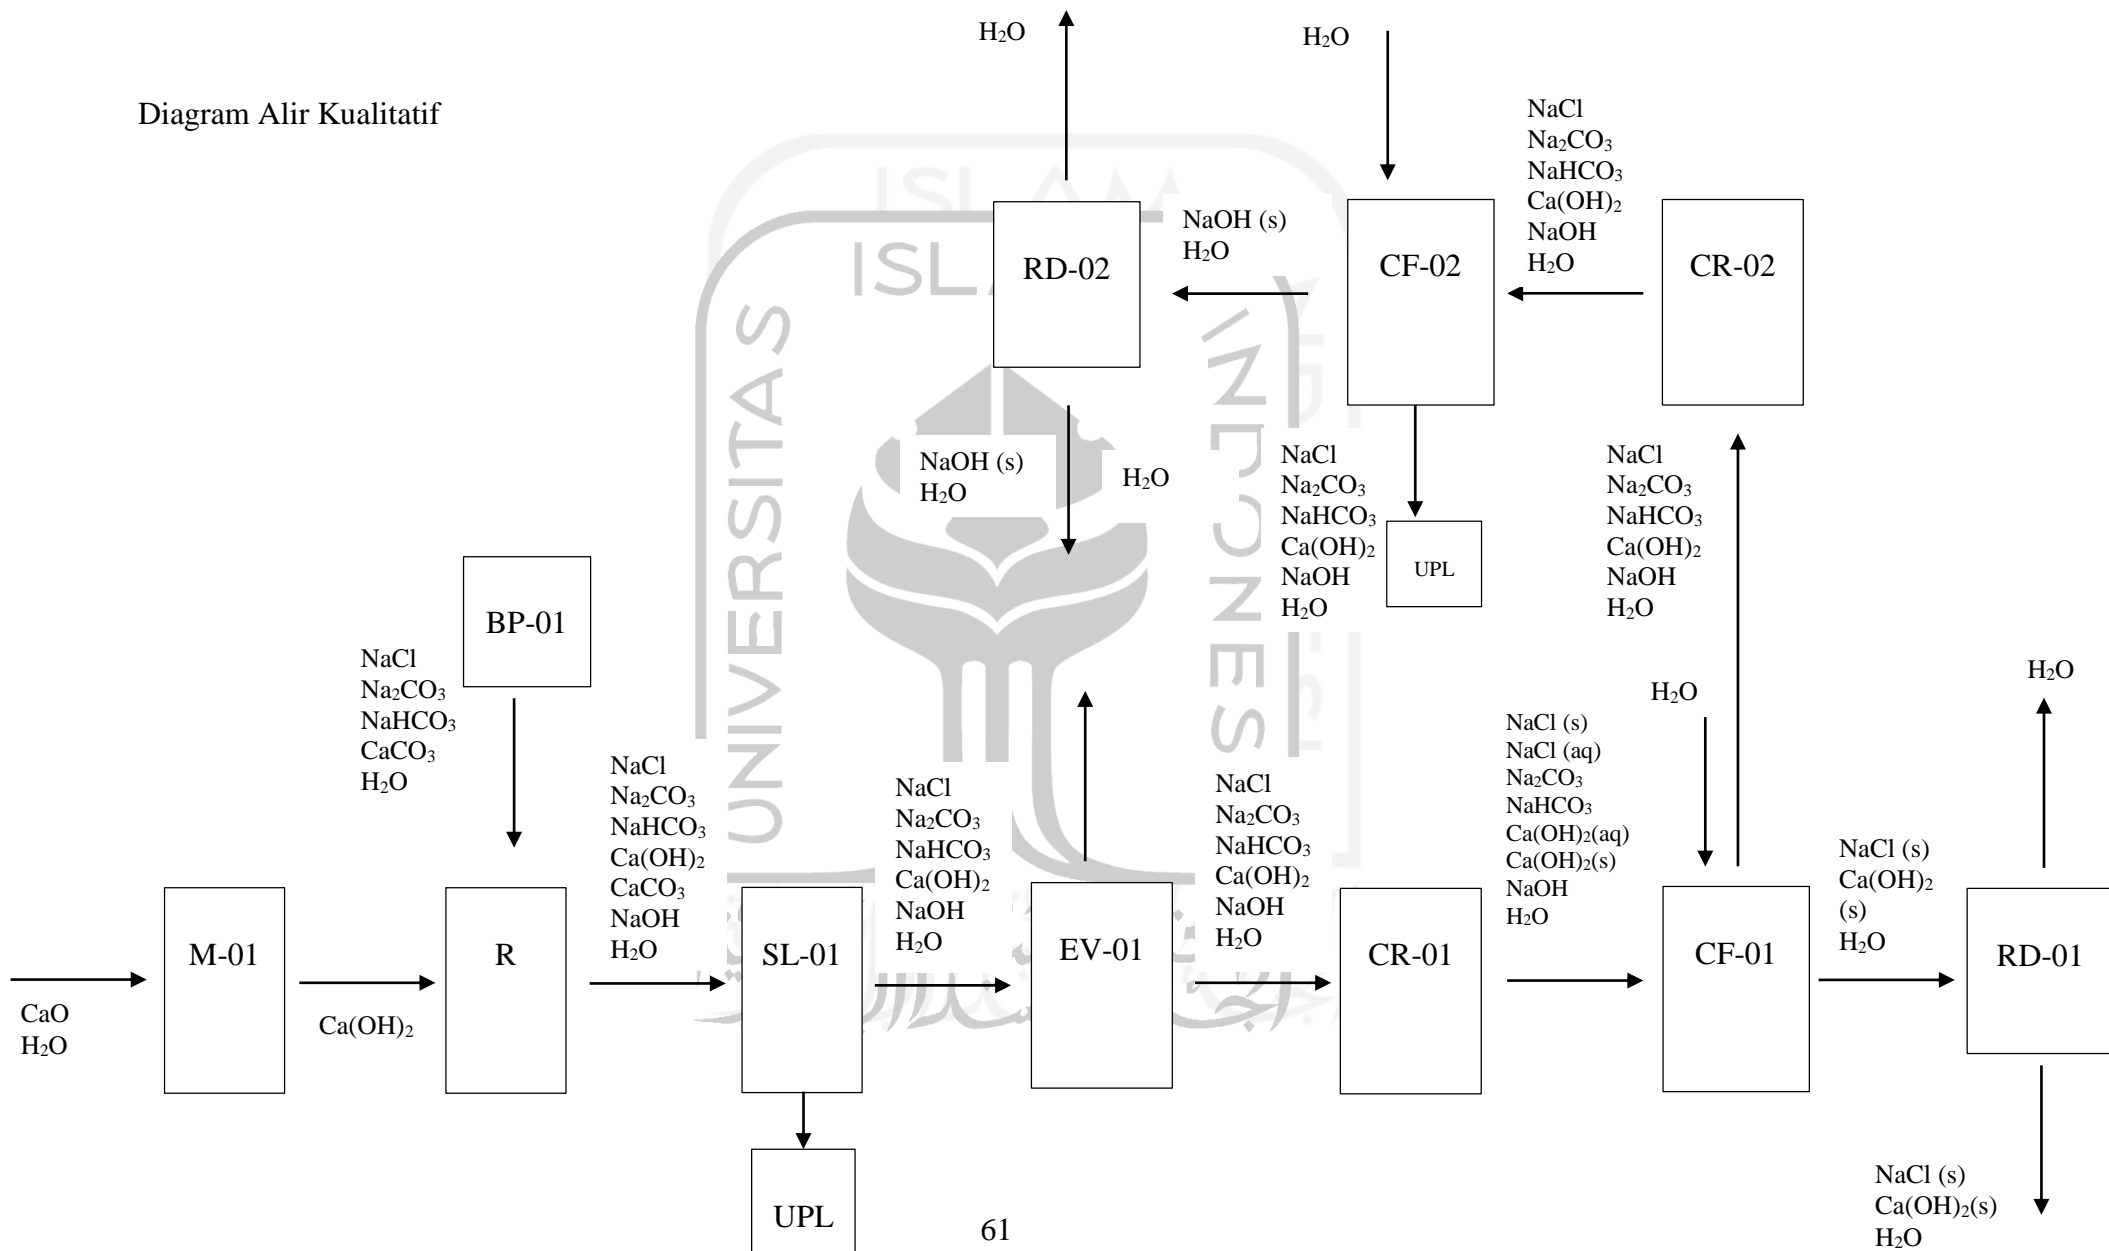 Diagram Alir Kualitatif
H₂O
H₂O
NaCl
Na₂CO₃
NaHCO₃
Ca(OH)₂
NaOH
H₂O
RD-02
NaOH (s)
H₂O
CF-02
CR-02
NaOH (s)
H₂O
H₂O
NaCl
Na₂CO₃
NaHCO₃
Ca(OH)₂
NaOH
H₂O
UPL
NaCl
Na₂CO₃
NaHCO₃
Ca(OH)₂
NaOH
H₂O
BP-01
NaCl
Na₂CO₃
NaHCO₃
CaCO₃
H₂O
NaCl
Na₂CO₃
NaHCO₃
Ca(OH)₂
CaCO₃
NaOH
H₂O
NaCl
Na₂CO₃
NaHCO₃
Ca(OH)₂
NaOH
H₂O
NaCl
Na₂CO₃
NaHCO₃
Ca(OH)₂
NaOH
H₂O
NaCl (s)
NaCl (aq)
Na₂CO₃
NaHCO₃
Ca(OH)₂(aq)
Ca(OH)₂(s)
NaOH
H₂O
H₂O
NaCl (s)
Ca(OH)₂
(s)
H₂O
H₂O
M-01
R
SL-01
EV-01
CR-01
CF-01
RD-01
CaO
H₂O
Ca(OH)₂
UPL
NaCl (s)
Ca(OH)₂(s)
H₂O
61
UNIVERSITAS